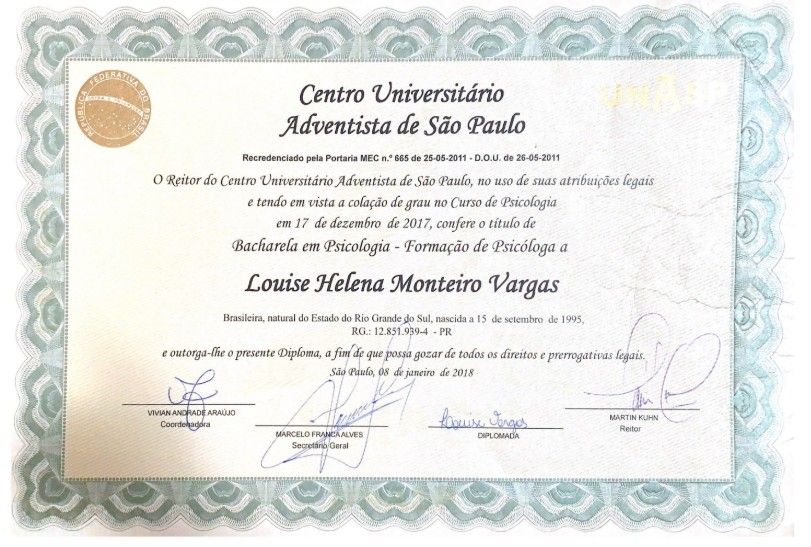 REPÚBLICA FEDERATIVA DO BRASIL
Centro Universitário
Adventista de São Paulo
Recredenciado pela Portaria MEC n.º 665 de 25-05-2011 - D.O.U. de 26-05-2011
O Reitor do Centro Universitário Adventista de São Paulo, no uso de suas atribuições legais
e tendo em vista a colação de grau no Curso de Psicologia
em 17 de dezembro de 2017, confere o título de
Bacharela em Psicologia - Formação de Psicóloga a
Louise Helena Monteiro Vargas
Brasileira, natural do Estado do Rio Grande do Sul, nascida a 15 de setembro de 1995,
RG.: 12.851.939-4 - PR
e outorga-lhe o presente Diploma, a fim de que possa gozar de todos os direitos e prerrogativas legais.
São Paulo, 08 de janeiro de 2018
VIVIAN ANDRADE ARAÚJO
Coordenadora
MARCELO FRANCA ALVES
Secretário Geral
Louise Vargas
DIPLOMADA
MARTIN KUHN
Reitor